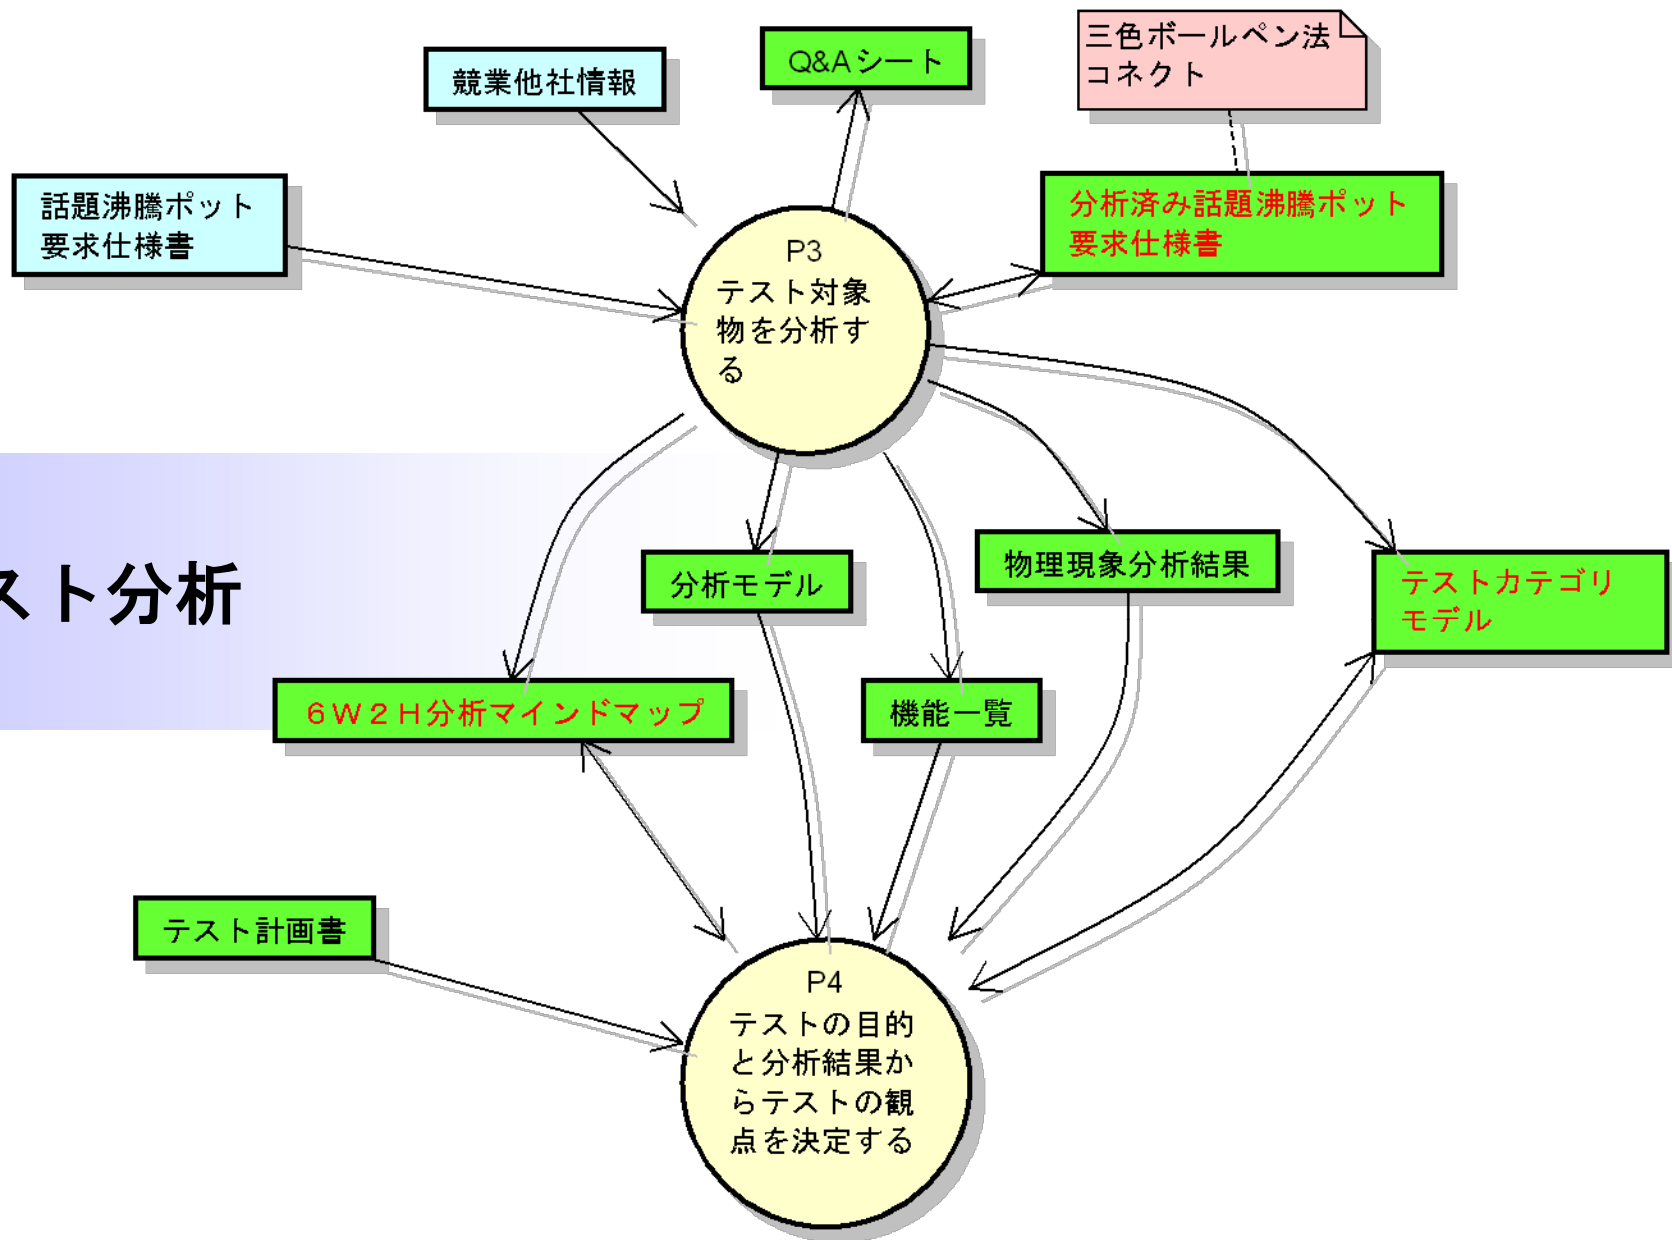 三色ボールペン法
コネクト
Q&Aシート
競業他社情報
話題沸騰ポット
要求仕様書
分析済み話題沸騰ポット
要求仕様書
P3
テスト対象
物を分析す
る
物理現象分析結果
分析モデル
テストカテゴリ
モデル
スト分析
6W2H分析マインドマップ
機能一覧
テスト計画書
P4
テストの目的
と分析結果か
らテストの観
点を決定する